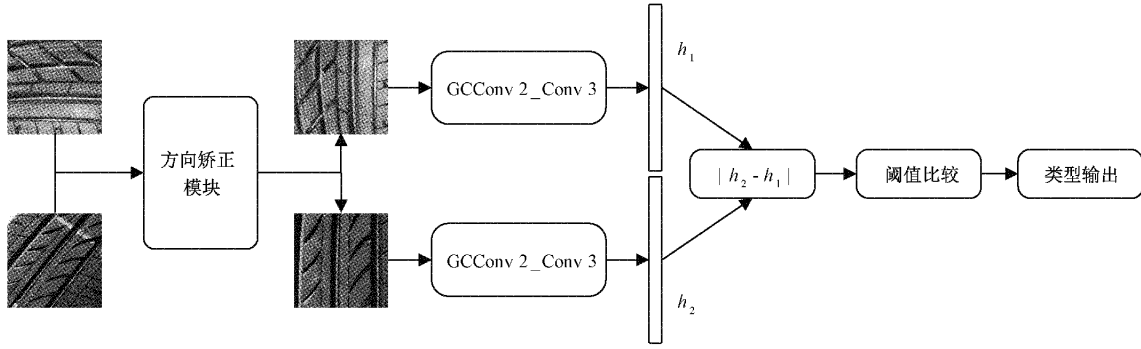 方向矫正
模块
GCConv 2_Conv 3
GCConv 2_Conv 3
h1
h2
| h2 - h1 |
阈值比较
类型输出